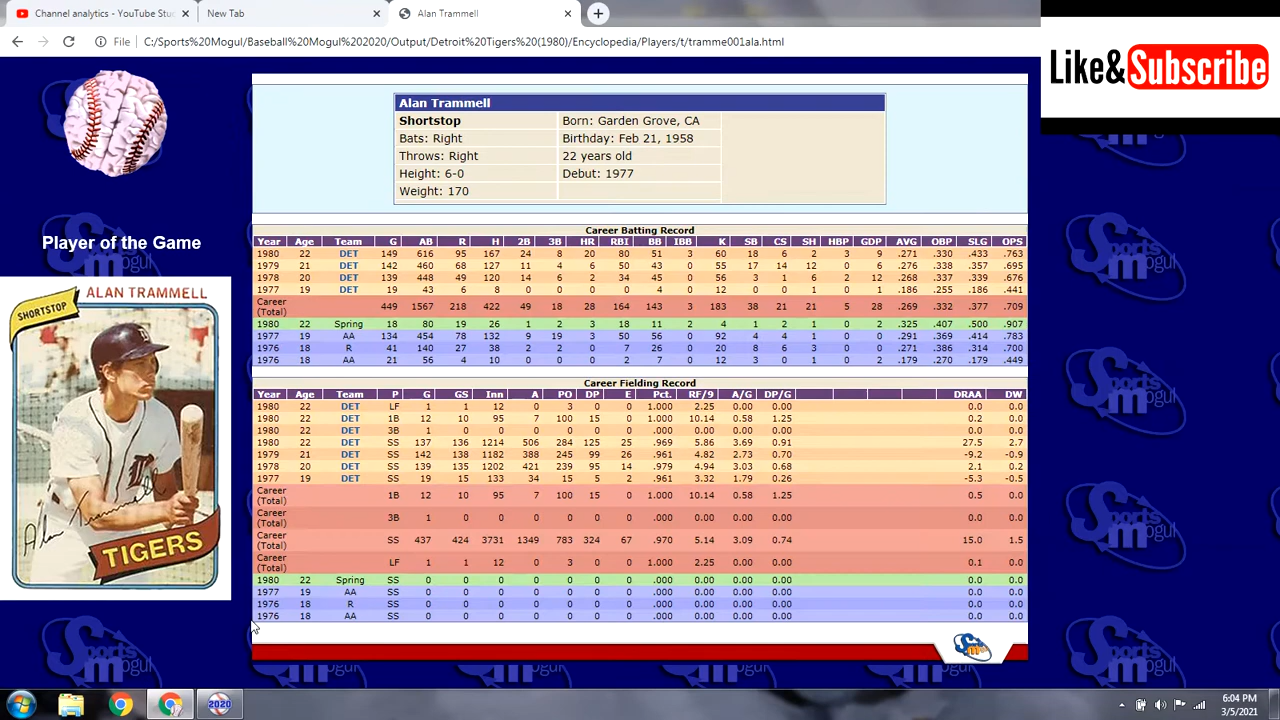 Channel analytics - YouTube Stu
New Tab
Alan Trammell
File C:/Sports%20Mogul/Baseball%20Mogul%202020/Output/Detroit%20Tigers%20(1980)/Encyclopedia/Players/t/tramme001ala.html
Like&Subscribe
Alan Trammell
Shortstop Born: Garden Grove, CA
Bats: Right Birthday: Feb 21, 1958
Throws: Right 22 years old
Height: 6-0 Debut: 1977
Weight: 170
Player of the Game
SHORTSTOP
ALAN TRAMMELL
Alan Trammell
TIGERS
Career Batting Record
Year Age Team G AB R H 2B 3B HR RBI BB IBB K SB CS SH HBP GDP AVG OBP SLG OPS
1980 22 DET 149 616 95 167 24 8 20 80 51 3 60 18 6 2 3 9 .271 .330 .433 .763
1979 21 DET 142 460 68 127 11 4 6 50 43 0 55 17 14 12 0 6 .276 .338 .357 .695
1978 20 DET 139 448 49 120 14 6 2 34 45 0 56 3 1 6 2 11 .268 .337 .339 .676
1977 19 DET 19 43 6 8 0 0 0 0 4 0 12 0 0 1 0 1 .186 .255 .186 .441
Career (Total) 449 1567 218 422 49 18 28 164 143 3 183 38 21 21 5 28 .269 .332 .377 .709
1980 22 Spring 18 80 19 26 1 2 3 18 11 2 4 1 2 1 0 2 .325 .407 .500 .907
1977 19 AA 134 454 78 132 9 19 3 50 56 0 92 4 4 1 0 0 .291 .369 .414 .783
1976 18 R 41 140 27 38 2 2 0 7 26 0 20 8 6 3 0 0 .271 .386 .314 .700
1976 18 AA 21 56 4 10 0 0 0 2 7 0 12 3 0 1 0 2 .179 .270 .179 .449
Career Fielding Record
Year Age Team P G GS Inn A PO DP E Pct. RF/9 A/G DP/G DRAA DW
1980 22 DET LF 1 1 12 0 3 0 0 1.000 2.25 0.00 0.00 0.0 0.0
1980 22 DET 1B 12 10 95 7 100 15 0 1.000 10.14 0.58 1.25 0.2 0.0
1980 22 DET 3B 1 0 0 0 0 0 0 .000 0.00 0.00 0.00 0.0 0.0
1980 22 DET SS 137 136 1214 506 284 125 25 .969 5.86 3.69 0.91 27.5 2.7
1979 21 DET SS 142 138 1182 388 245 99 26 .961 4.82 2.73 0.70 -9.2 -0.9
1978 20 DET SS 139 135 1202 421 239 95 14 .979 4.94 3.03 0.68 2.1 0.2
1977 19 DET SS 19 15 133 34 15 5 2 .961 3.32 1.79 0.26 -5.3 -0.5
Career (Total) 1B 12 10 95 7 100 15 0 1.000 10.14 0.58 1.25 0.5 0.0
Career (Total) 3B 1 0 0 0 0 0 0 .000 0.00 0.00 0.00 0.0 0.0
Career (Total) SS 437 424 3731 1349 783 324 67 .970 5.14 3.09 0.74 15.0 1.5
Career (Total) LF 1 1 12 0 3 0 0 1.000 2.25 0.00 0.00 0.1 0.0
1980 22 Spring SS 0 0 0 0 0 0 0 .000 0.00 0.00 0.00 0.0 0.0
1977 19 AA SS 0 0 0 0 0 0 0 .000 0.00 0.00 0.00 0.0 0.0
1976 18 R SS 0 0 0 0 0 0 0 .000 0.00 0.00 0.00 0.0 0.0
1976 18 AA SS 0 0 0 0 0 0 0 .000 0.00 0.00 0.00 0.0 0.0
Sports Mogul
2020
6:04 PM
3/5/2021